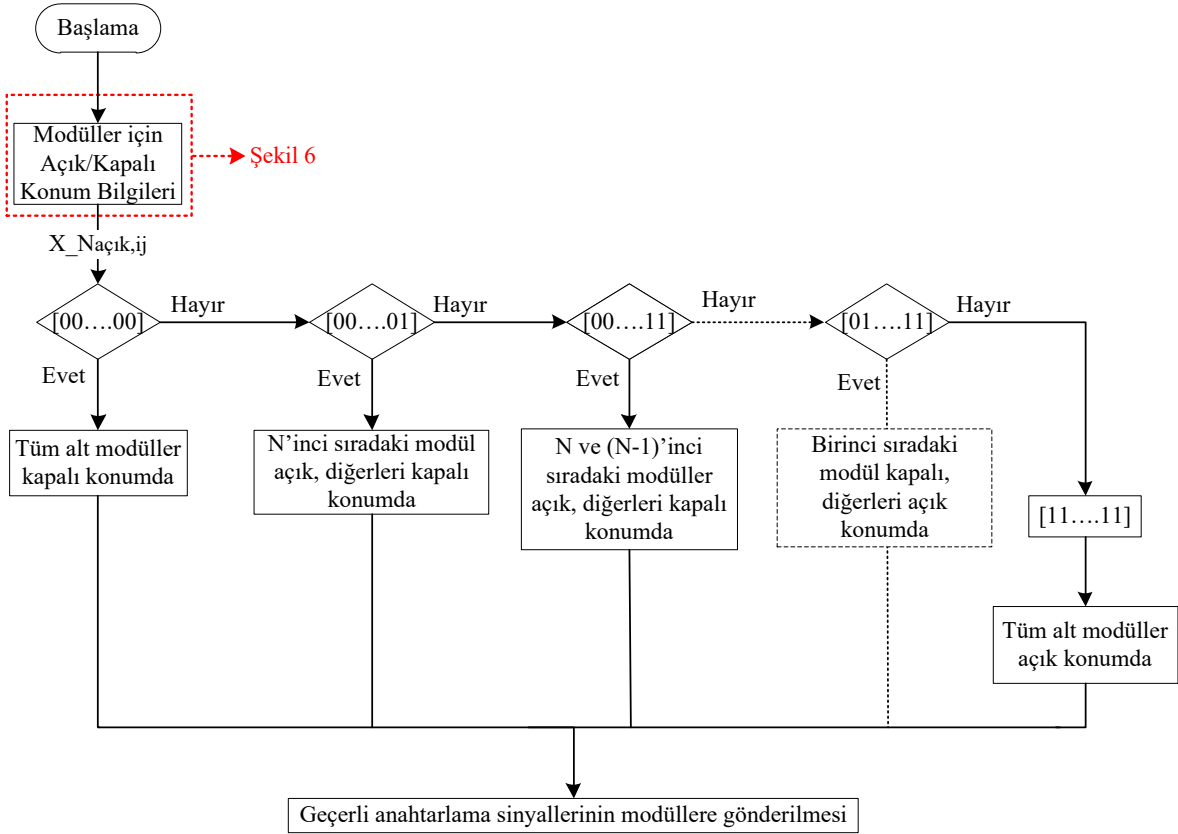 Başlama
Modüller için
Açık/Kapalı
Konum Bilgileri
Şekil 6
X_Naçık,ij
[00....00]
Hayır
[00....01]
Hayır
[00....11]
Hayır
[01....11]
Hayır
Evet
Evet
Evet
Evet
Tüm alt modüller
kapalı konumda
N’inci sıradaki modül
açık, diğerleri kapalı
konumda
N ve (N-1)’inci
sıradaki modüller
açık, diğerleri kapalı
konumda
Birinci sıradaki
modül kapalı,
diğerleri açık
konumda
[11....11]
Tüm alt modüller
açık konumda
Geçerli anahtarlama sinyallerinin modüllere gönderilmesi